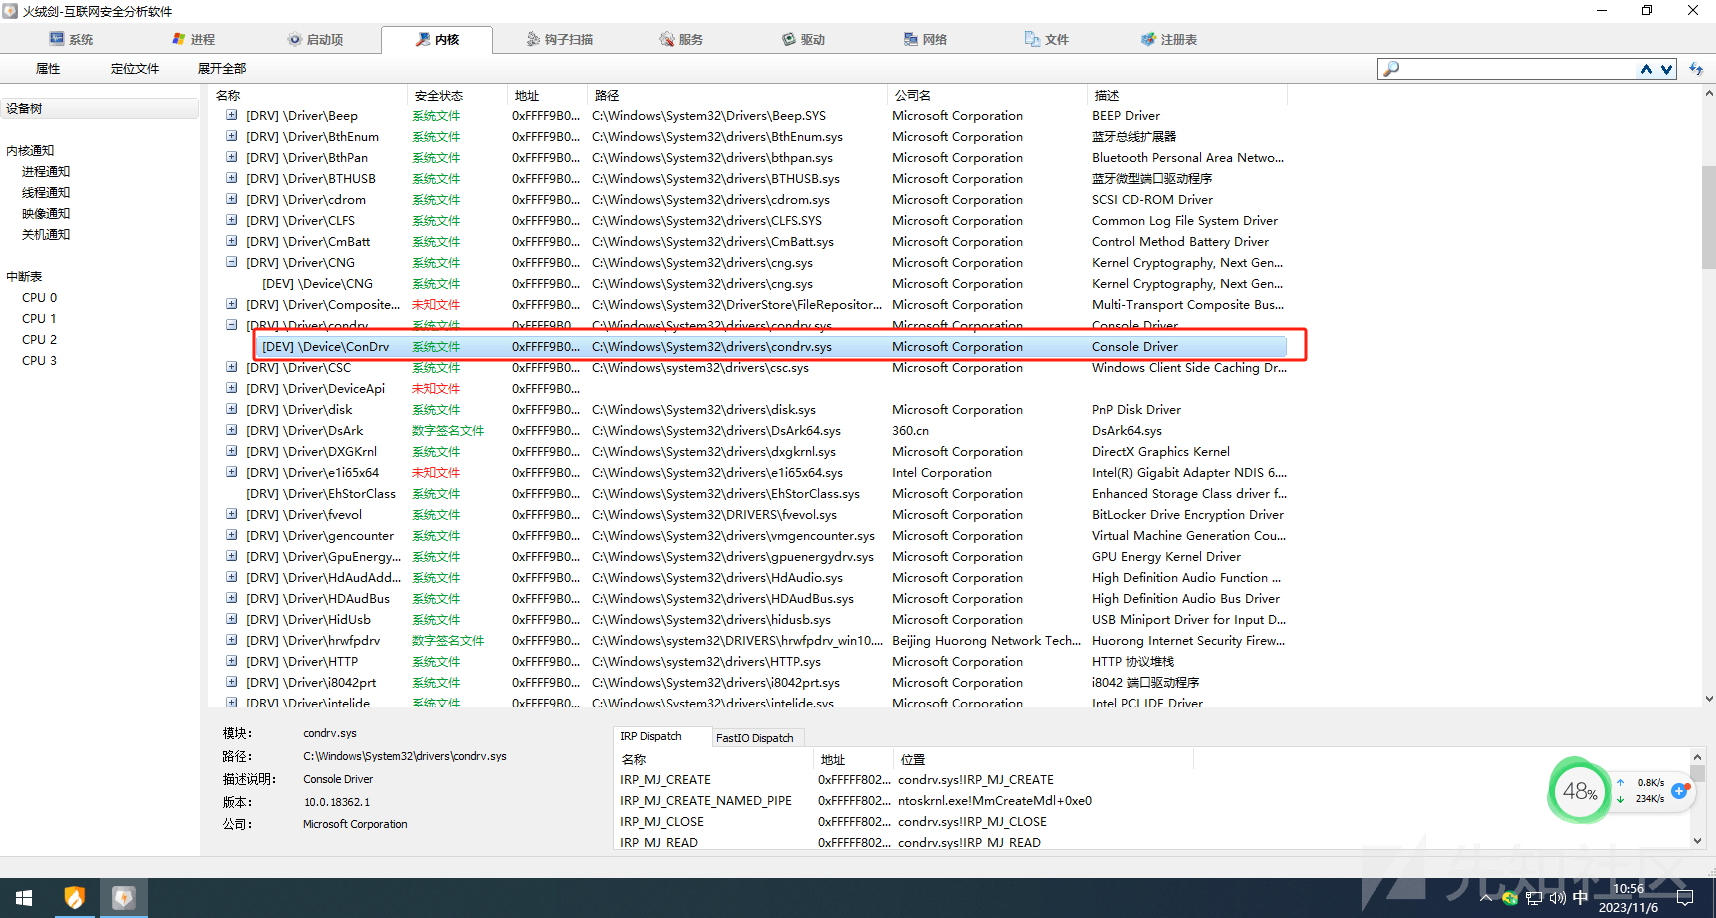 火绒剑-互联网安全分析软件
系统 进程 启动项 内核 钩子扫描 服务 驱动 网络 文件 注册表
属性 定位文件 展开全部
设备树
内核通知
进程通知
线程通知
映像通知
关机通知
中断表
CPU 0
CPU 1
CPU 2
CPU 3
名称 安全状态 地址 路径 公司名 描述
[DRV] \Driver\Beep 系统文件 0xFFFF9B0... C:\Windows\System32\Drivers\Beep.SYS Microsoft Corporation BEEP Driver
[DRV] \Driver\BthEnum 系统文件 0xFFFF9B0... C:\Windows\System32\drivers\BthEnum.sys Microsoft Corporation 蓝牙总线扩展器
[DRV] \Driver\BthPan 系统文件 0xFFFF9B0... C:\Windows\System32\drivers\bthpan.sys Microsoft Corporation Bluetooth Personal Area Netwo...
[DRV] \Driver\BTHUSB 系统文件 0xFFFF9B0... C:\Windows\System32\drivers\BTHUSB.sys Microsoft Corporation 蓝牙微型端口驱动程序
[DRV] \Driver\cdrom 系统文件 0xFFFF9B0... C:\Windows\System32\drivers\cdrom.sys Microsoft Corporation SCSI CD-ROM Driver
[DRV] \Driver\CLFS 系统文件 0xFFFF9B0... C:\Windows\System32\drivers\CLFS.SYS Microsoft Corporation Common Log File System Driver
[DRV] \Driver\CmBatt 系统文件 0xFFFF9B0... C:\Windows\System32\drivers\CmBatt.sys Microsoft Corporation Control Method Battery Driver
[DRV] \Driver\CNG 系统文件 0xFFFF9B0... C:\Windows\System32\drivers\cng.sys Microsoft Corporation Kernel Cryptography, Next Gen...
[DEV] \Device\CNG 系统文件 0xFFFF9B0... C:\Windows\System32\drivers\cng.sys Microsoft Corporation Kernel Cryptography, Next Gen...
[DRV] \Driver\Composite... 未知文件 0xFFFF9B0... C:\Windows\System32\DriverStore\FileRepositor... Microsoft Corporation Multi-Transport Composite Bus...
[DRV] \Driver\condrv 系统文件 0xFFFF9B0... C:\Windows\System32\drivers\condrv.sys Microsoft Corporation Console Driver
[DEV] \Device\ConDrv 系统文件 0xFFFF9B0... C:\Windows\System32\drivers\condrv.sys Microsoft Corporation Console Driver
[DRV] \Driver\CSC 系统文件 0xFFFF9B0... C:\Windows\system32\drivers\csc.sys Microsoft Corporation Windows Client Side Caching Dr...
[DRV] \Driver\DeviceApi 未知文件 0xFFFF9B0...
[DRV] \Driver\disk 系统文件 0xFFFF9B0... C:\Windows\System32\drivers\disk.sys Microsoft Corporation PnP Disk Driver
[DRV] \Driver\DsArk 数字签名文件 0xFFFF9B0... C:\Windows\System32\drivers\DsArk64.sys 360.cn DsArk64.sys
[DRV] \Driver\DXGKrnl 系统文件 0xFFFF9B0... C:\Windows\System32\drivers\dxgkrnl.sys Microsoft Corporation DirectX Graphics Kernel
[DRV] \Driver\e1i65x64 未知文件 0xFFFF9B0... C:\Windows\System32\drivers\e1i65x64.sys Intel Corporation Intel(R) Gigabit Adapter NDIS 6....
[DRV] \Driver\EhStorClass 系统文件 0xFFFF9B0... C:\Windows\System32\drivers\EhStorClass.sys Microsoft Corporation Enhanced Storage Class driver f...
[DRV] \Driver\fvevol 系统文件 0xFFFF9B0... C:\Windows\System32\DRIVERS\fvevol.sys Microsoft Corporation BitLocker Drive Encryption Driver
[DRV] \Driver\gencounter 系统文件 0xFFFF9B0... C:\Windows\System32\drivers\vmgencounter.sys Microsoft Corporation Virtual Machine Generation Cou...
[DRV] \Driver\GpuEnergy... 系统文件 0xFFFF9B0... C:\Windows\System32\drivers\gpuenergydrv.sys Microsoft Corporation GPU Energy Kernel Driver
[DRV] \Driver\HdAudAdd... 系统文件 0xFFFF9B0... C:\Windows\System32\drivers\HdAudio.sys Microsoft Corporation High Definition Audio Function ...
[DRV] \Driver\HDAudBus 系统文件 0xFFFF9B0... C:\Windows\System32\drivers\HDAudBus.sys Microsoft Corporation High Definition Audio Bus Driver
[DRV] \Driver\HidUsb 系统文件 0xFFFF9B0... C:\Windows\System32\drivers\hidusb.sys Microsoft Corporation USB Miniport Driver for Input D...
[DRV] \Driver\hrwfpdrv 数字签名文件 0xFFFF9B0... C:\Windows\system32\DRIVERS\hrwfpdrv_win10.... Beijing Huorong Network Tech... Huorong Internet Security Firew...
[DRV] \Driver\HTTP 系统文件 0xFFFF9B0... C:\Windows\system32\drivers\HTTP.sys Microsoft Corporation HTTP 协议堆栈
[DRV] \Driver\i8042prt 系统文件 0xFFFF9B0... C:\Windows\System32\drivers\i8042prt.sys Microsoft Corporation i8042 端口驱动程序
[DRV] \Driver\intelide 系统文件 0xFFFF9B0... C:\Windows\System32\drivers\intelide.sys Microsoft Corporation Intel PCI IDE Driver
模块: condrv.sys
路径: C:\Windows\System32\drivers\condrv.sys
描述说明: Console Driver
版本: 10.0.18362.1
公司: Microsoft Corporation
IRP Dispatch FastIO Dispatch
名称 地址 位置
IRP_MJ_CREATE 0xFFFFF802... condrv.sys!IRP_MJ_CREATE
IRP_MJ_CREATE_NAMED_PIPE 0xFFFFF802... ntoskrnl.exe!MmCreateMdl+0xe0
IRP_MJ_CLOSE 0xFFFFF802... condrv.sys!IRP_MJ_CLOSE
IRP_MJ_READ 0xFFFFF802... condrv.sys!IRP_MJ_READ
48%
0.8K/s
234K/s
先知社区
中
10:56
2023/11/6